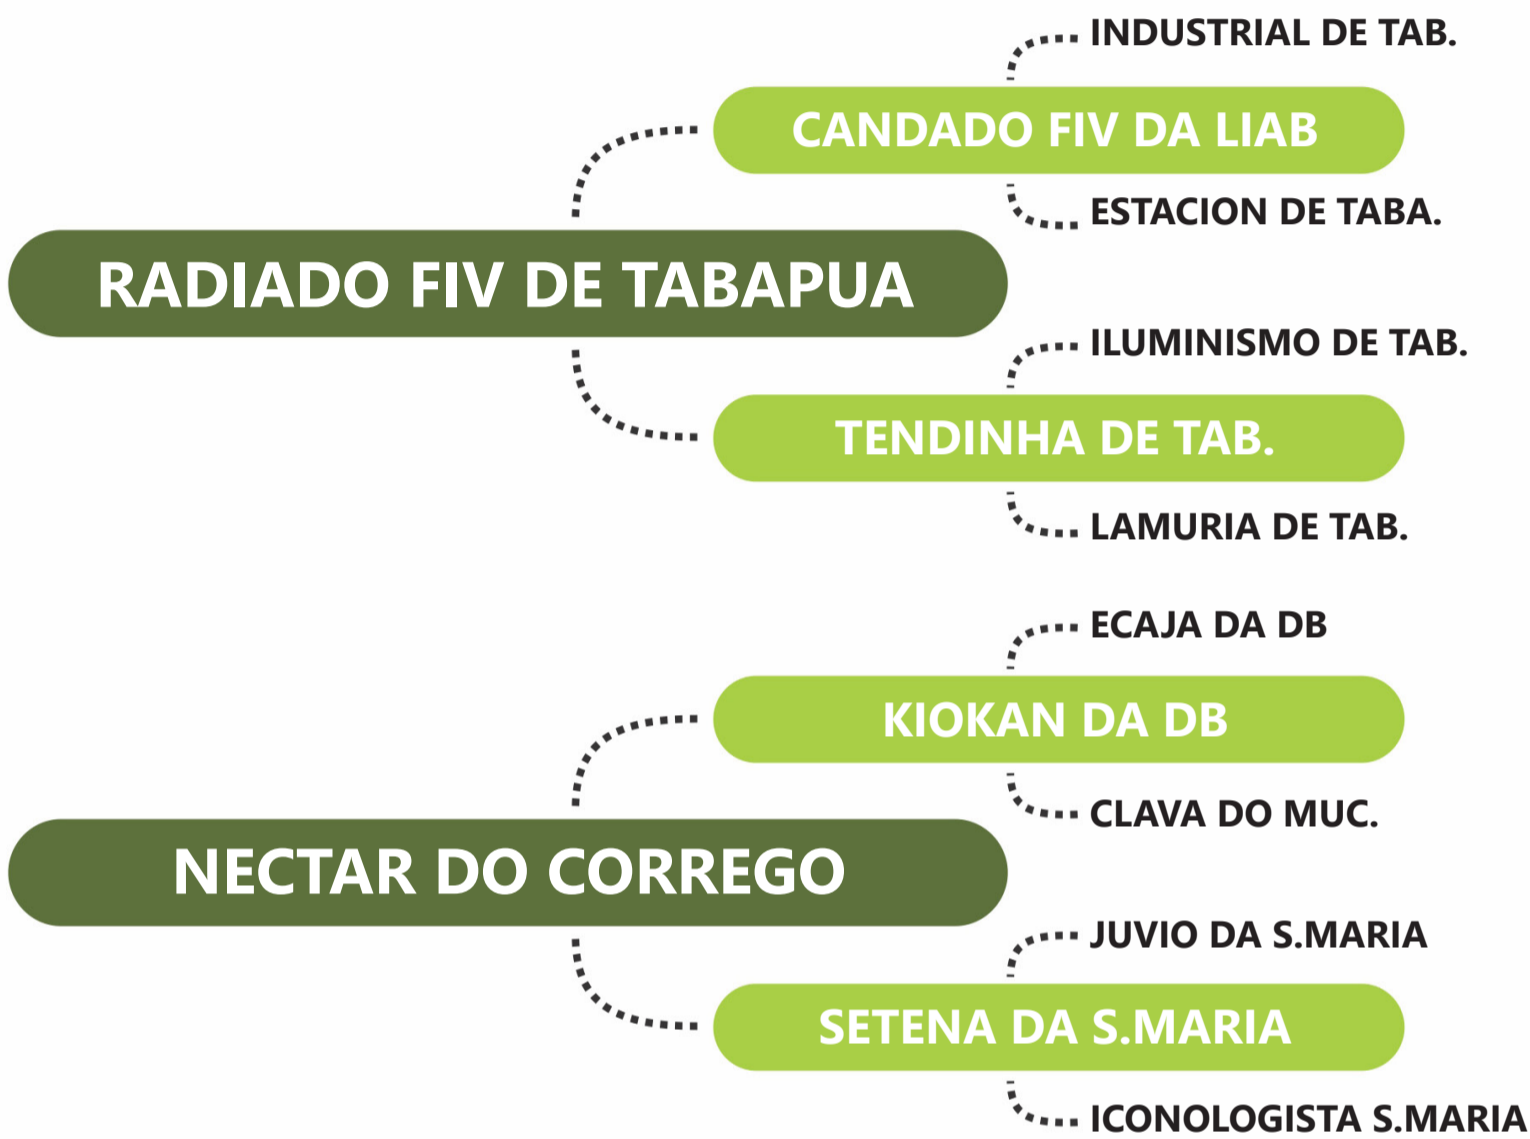 INDUSTRIAL DE TAB.
CANDADO FIV DA LIAB
ESTACION DE TABA.
RADIADO FIV DE TABAPUA
ILUMINISMO DE TAB.
TENDINHA DE TAB.
LAMURIA DE TAB.
ECAJA DA DB
KIOKAN DA DB
CLAVA DO MUC.
NECTAR DO CORREGO
JUVIO DA S.MARIA
SETENA DA S.MARIA
ICONOLOGISTA S.MARIA